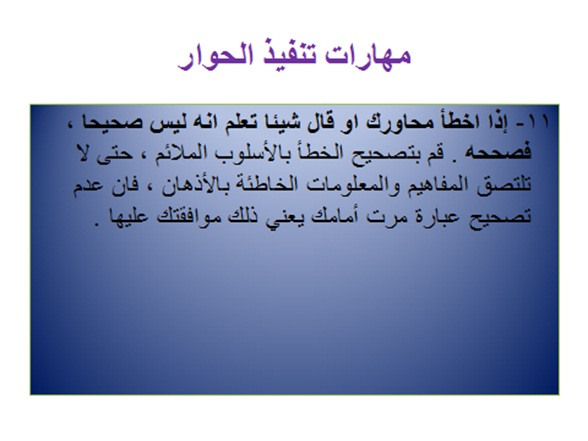 مهارات تنفيذ الحوار
١١- إذا اخطأ محاورك او قال شيئا تعلم انه ليس صحيحا ،
فصححه . قم بتصحيح الخطأ بالأسلوب الملائم ، حتى لا
تلتصق المفاهيم والمعلومات الخاطئة بالأذهان ، فان عدم
تصحيح عبارة مرت أمامك يعني ذلك موافقتك عليها .